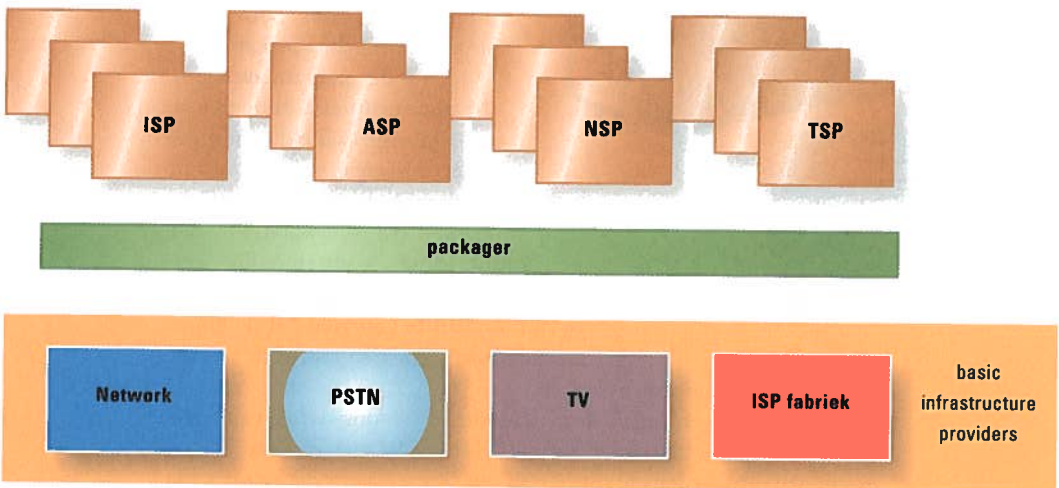 ISP
ASP
NSP
TSP
packager
Network
PSTN
TV
ISP fabriek
basic
infrastructure
providers